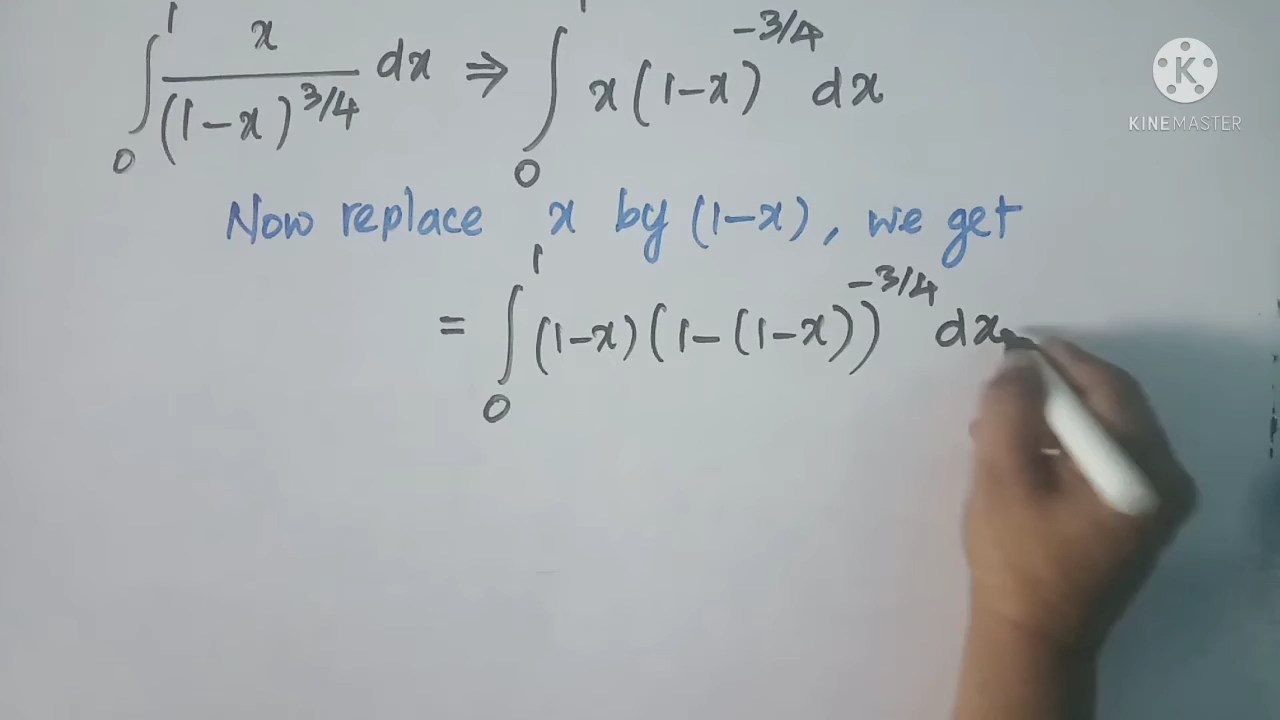 ∫₀¹ x/(1-x)^3/4 dx ⇒ ∫₀¹ x(1-x)^-3/4 dx
Now replace x by (1-x), we get
= ∫₀¹ (1-x)(1-(1-x))^-3/4 dx
K
KINEMASTER